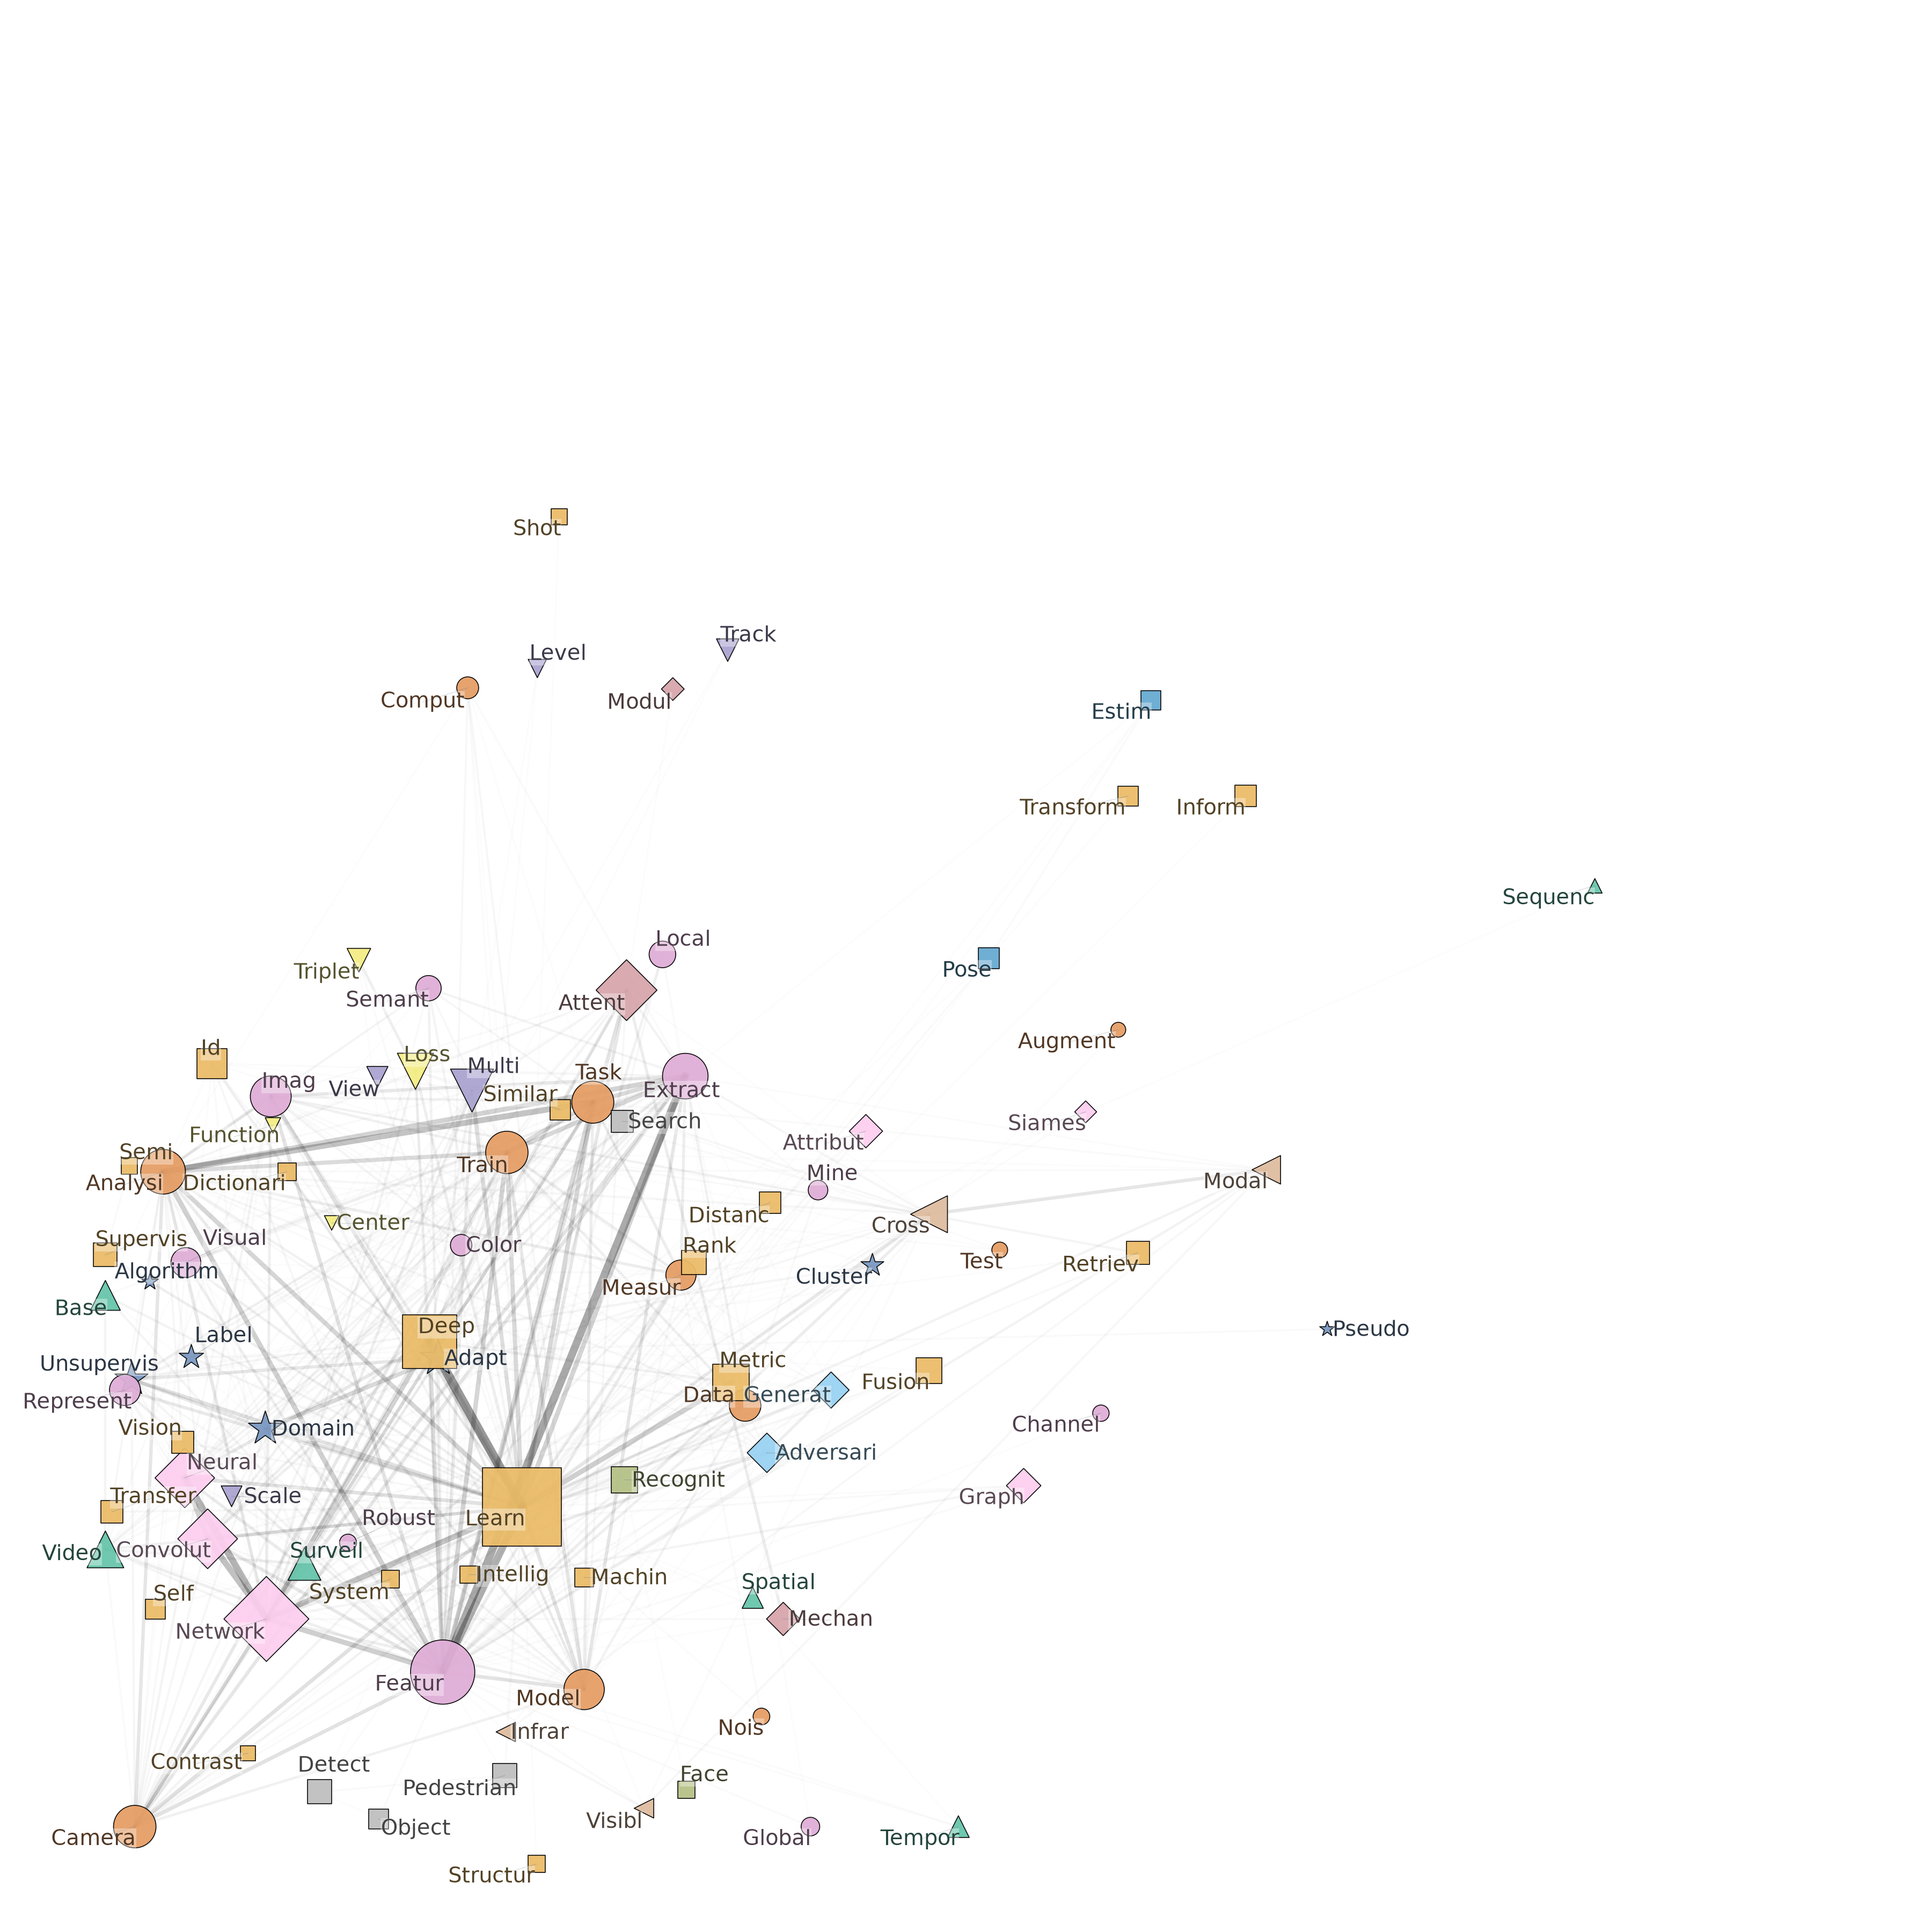 Shot
Track
Level
Comput
Modul
Estim
Transform
Inform
Sequenc
Local
Triplet
Pose
Semant
Attent
Augment
Id
Loss
Multi
Task
Imag
View
Extract
Similar
Search
Siames
Function
Attribut
Semi
Train
Mine
Analysi
Dictionari
Modal
Distanc
Center
Cross
Supervis
Visual
Color
Rank
Test
Retriev
Algorithm
Cluster
Measur
Base
Deep
Pseudo
Label
Adapt
Metric
Unsupervis
Fusion
Represent
Data
Generat
Channel
Vision
Domain
Adversari
Neural
Recognit
Transfer
Scale
Graph
Robust
Learn
Video
Convolut
Surveil
Intellig
Machin
Spatial
System
Self
Mechan
Network
Featur
Model
Nois
Infrar
Contrast
Detect
Face
Pedestrian
Visibl
Object
Camera
Global
Tempor
Structur